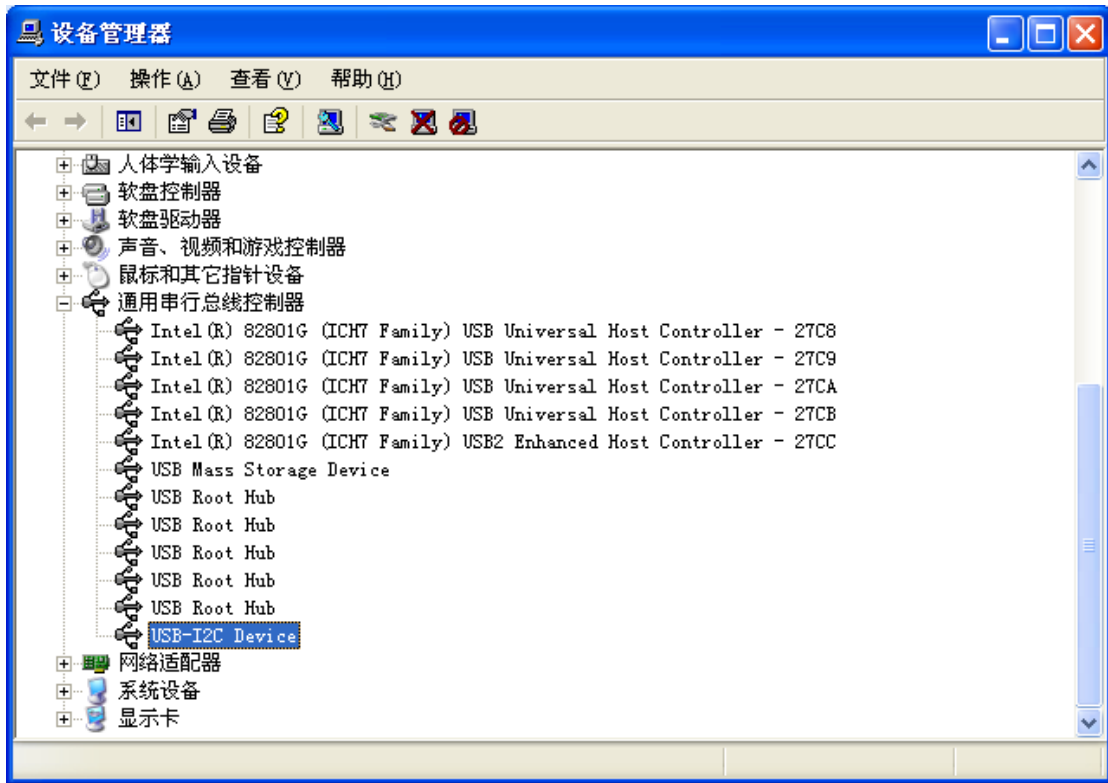 设备管理器
文件(F) 操作(A) 查看(V) 帮助(H)
人体学输入设备
软盘控制器
软盘驱动器
声音、视频和游戏控制器
鼠标和其它指针设备
通用串行总线控制器
Intel(R) 82801G (ICH7 Family) USB Universal Host Controller - 27C8
Intel(R) 82801G (ICH7 Family) USB Universal Host Controller - 27C9
Intel(R) 82801G (ICH7 Family) USB Universal Host Controller - 27CA
Intel(R) 82801G (ICH7 Family) USB Universal Host Controller - 27CB
Intel(R) 82801G (ICH7 Family) USB2 Enhanced Host Controller - 27CC
USB Mass Storage Device
USB Root Hub
USB Root Hub
USB Root Hub
USB Root Hub
USB Root Hub
USB-I2C Device
网络适配器
系统设备
显示卡